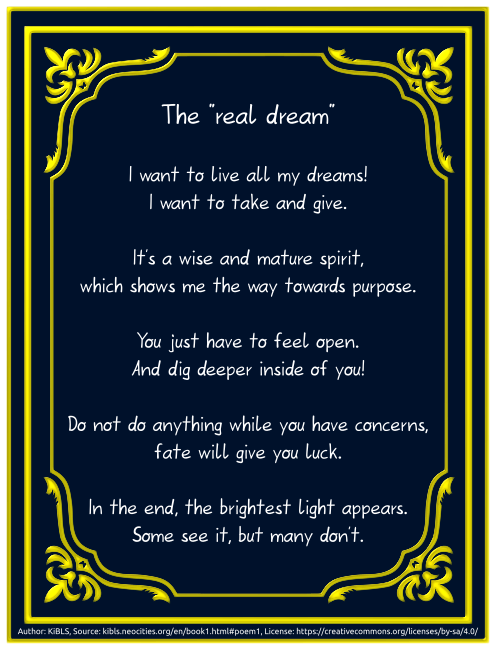 The "real dream"
I want to live all my dreams!
I want to take and give.
It's a wise and mature spirit,
which shows me the way towards purpose.
You just have to feel open.
And dig deeper inside of you!
Do not do anything while you have concerns,
fate will give you luck.
In the end, the brightest light appears.
Some see it, but many don't.
Author: KiBLS, Source: kibls.neocities.org/en/book1.html#poem1, License: https://creativecommons.org/licenses/by-sa/4.0/